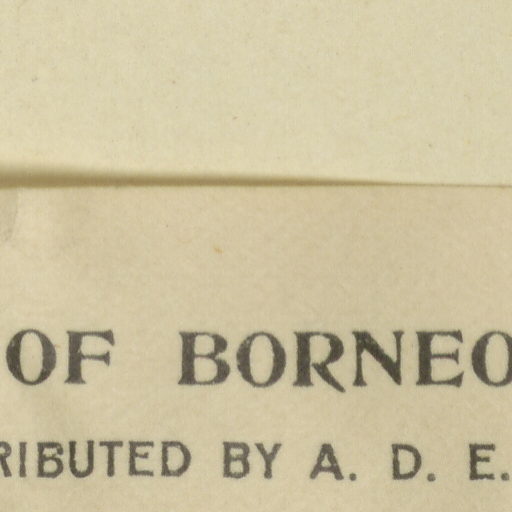 OF BORNEO
RIBUTED BY A. D. E.